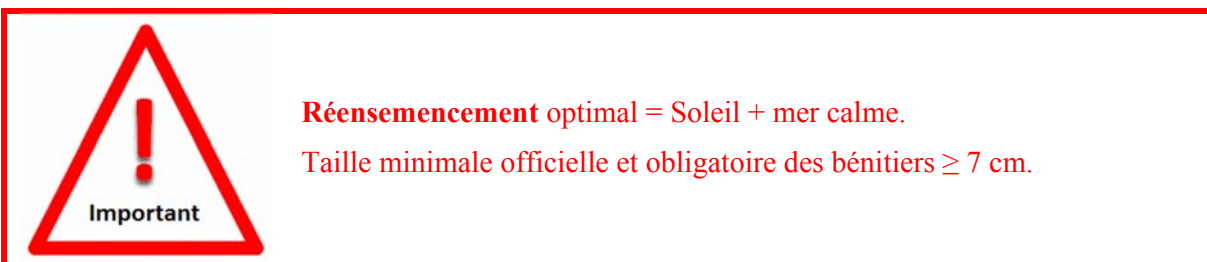 Réensemencement optimal = Soleil + mer calme.
Taille minimale officielle et obligatoire des bénitiers ≥ 7 cm.
Important